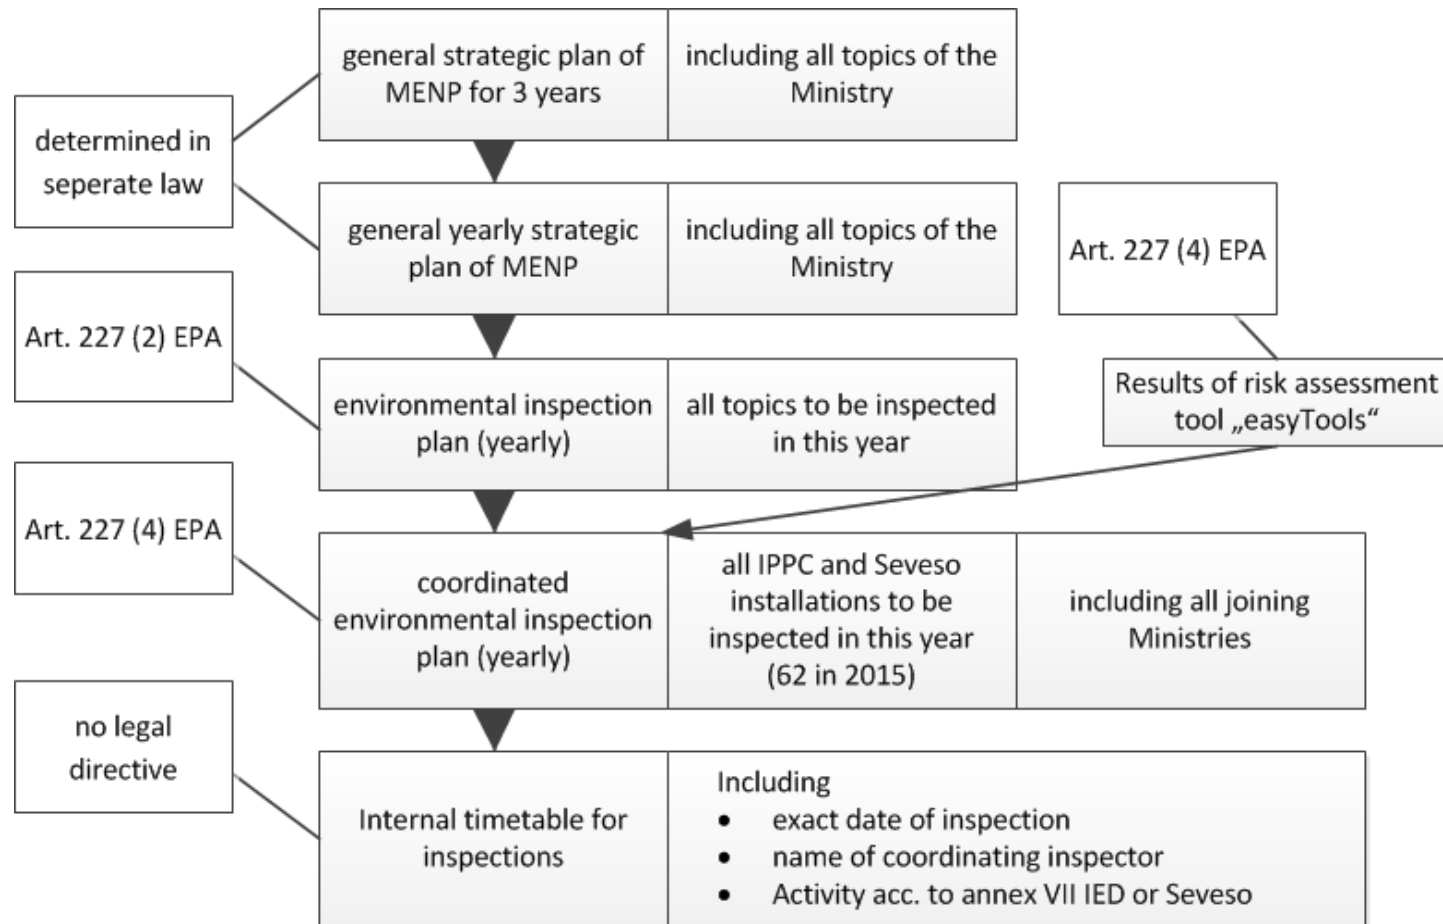 general strategic plan of
MENP for 3 years
including all topics of the
Ministry
determined in
seperate law
general yearly strategic
plan of MENP
including all topics of the
Ministry
Art. 227 (4) EPA
Art. 227 (2) EPA
environmental inspection
plan (yearly)
all topics to be inspected
in this year
Results of risk assessment
tool „easyTools“
Art. 227 (4) EPA
coordinated
environmental inspection
plan (yearly)
all IPPC and Seveso
installations to be
inspected in this year
(62 in 2015)
including all joining
Ministries
no legal
directive
Internal timetable for
inspections
Including
• exact date of inspection
• name of coordinating inspector
• Activity acc. to annex VII IED or Seveso